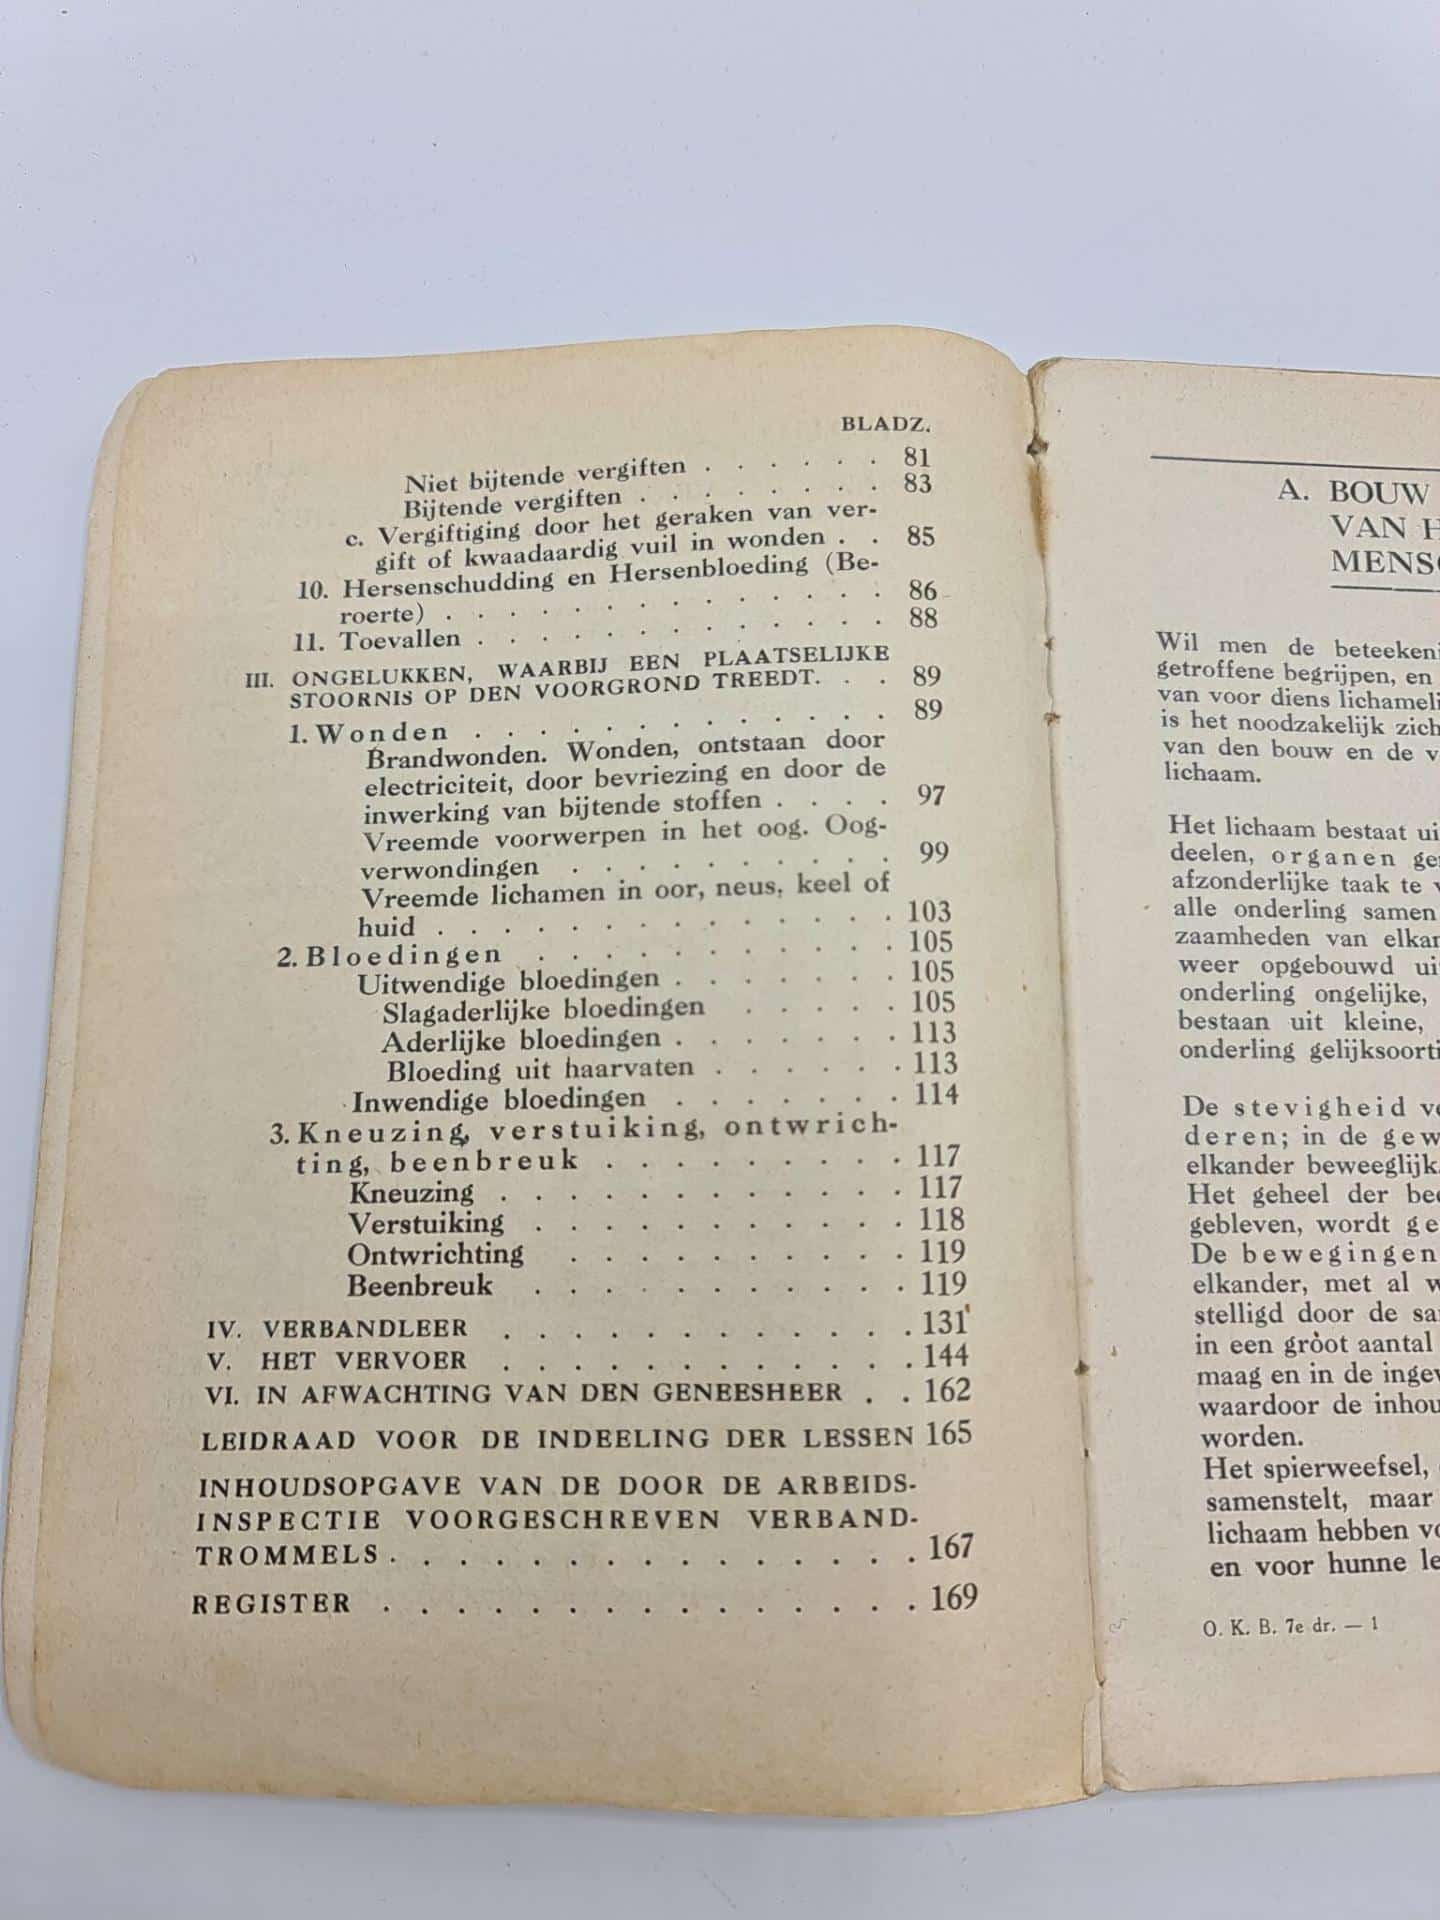 BLADZ.
Niet bijtende vergiften . . . . . . 81
Bijtende vergiften . . . . . . . . 83
c. Vergiftiging door het geraken van ver-
gift of kwaadaardig vuil in wonden . . 85
10. Hersenschudding en Hersenbloeding (Be-
roerte) . . . . . . . . . . . . . . 86
11. Toevallen . . . . . . . . . . . . . 88
III. ONGELUKKEN, WAARBIJ EEN PLAATSELIJKE
STOORNIS OP DEN VOORGROND TREEDT. . . 89
1. Wonden . . . . . . . . . . . . . 89
Brandwonden. Wonden, ontstaan door
electriciteit, door bevriezing en door de
inwerking van bijtende stoffen . . . . 97
Vreemde voorwerpen in het oog. Oog-
verwondingen . . . . . . . . . . 99
Vreemde lichamen in oor, neus, keel of
huid . . . . . . . . . . . . . . 103
2. Bloedingen . . . . . . . . . . . 105
Uitwendige bloedingen . . . . . . . 105
Slagaderlijke bloedingen . . . . . 105
Aderlijke bloedingen . . . . . . . 113
Bloeding uit haarvaten . . . . . . 113
Inwendige bloedingen . . . . . . . 114
3. Kneuzing, verstuiking, ontwrich-
ting, beenbreuk . . . . . . . . . 117
Kneuzing . . . . . . . . . . . . 117
Verstuiking . . . . . . . . . . . 118
Ontwrichting . . . . . . . . . . 119
Beenbreuk . . . . . . . . . . . 119
IV. VERBANDLEER . . . . . . . . . . . . 131
V. HET VERVOER . . . . . . . . . . . . 144
VI. IN AFWACHTING VAN DEN GENEESHEER . . 162
LEIDRAAD VOOR DE INDEELING DER LESSEN 165
INHOUDSOPGAVE VAN DE DOOR DE ARBEIDS-
INSPECTIE VOORGESCHREVEN VERBAND-
TROMMELS . . . . . . . . . . . . . . . 167
REGISTER . . . . . . . . . . . . . . . 169
A. BOUW
VAN H
MENS
Wil men de beteekeni
getroffene begrijpen, en
van voor diens lichameli
is het noodzakelijk zich
van den bouw en de v
lichaam.
Het lichaam bestaat ui
deelen, organen ge
afzonderlijke taak te v
alle onderling samen
zaamheden van elkan
weer opgebouwd ui
onderling ongelijke,
bestaan uit kleine,
onderling gelijksoorti
De stevigheid ve
deren; in de gew
elkander beweeglijk.
Het geheel der bee
gebleven, wordt ge
De bewegingen
elkander, met al w
stelligd door de sa
in een groot aantal
maag en in de ingew
waardoor de inhou
worden.
Het spierweefsel,
samenstelt, maar
lichaam hebben vo
en voor hunne le
O. K. B. 7e dr. — 1